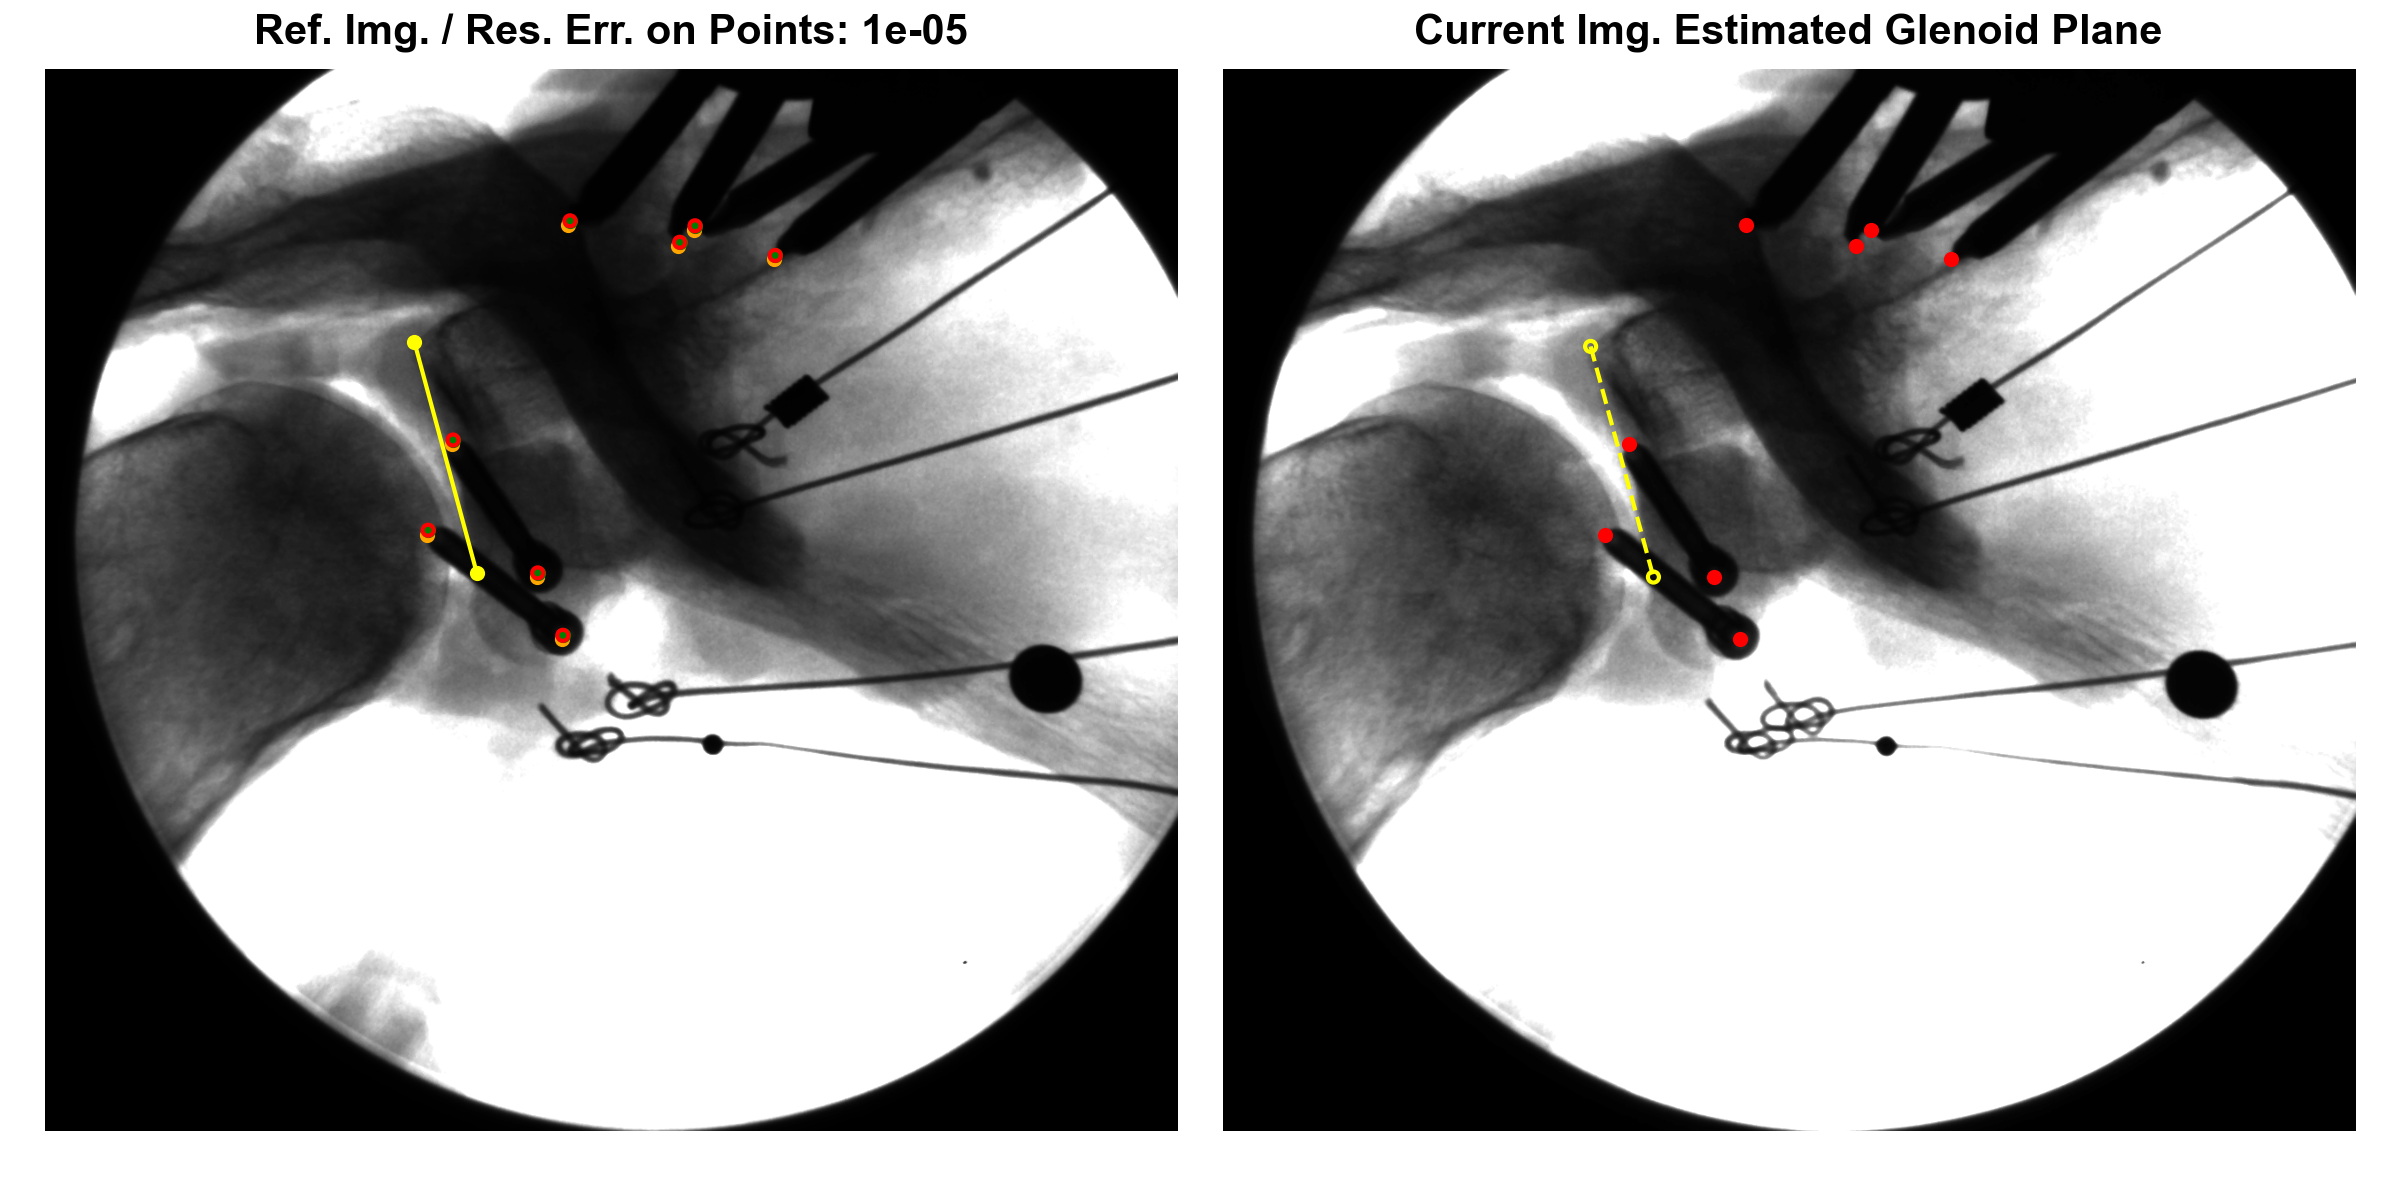 Ref. Img. / Res. Err. on Points: 1e-05
Current Img. Estimated Glenoid Plane